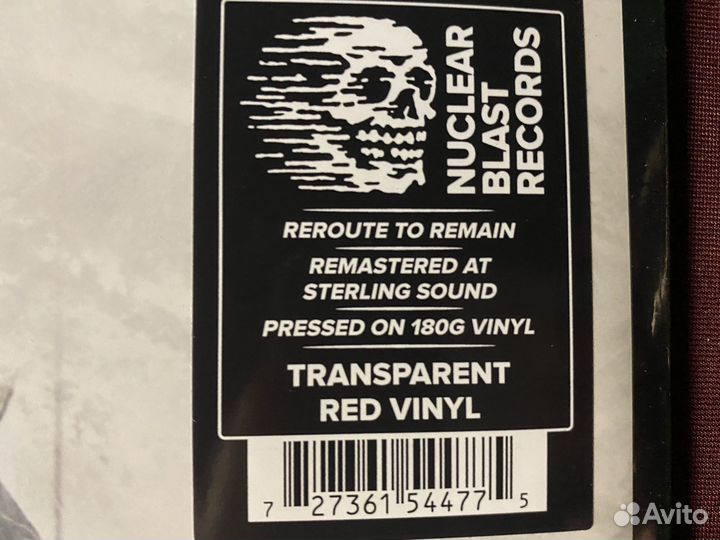 NUCLEAR
BLAST
RECORDS
REROUTE TO REMAIN
REMASTERED AT
STERLING SOUND
PRESSED ON 180G VINYL
TRANSPARENT
RED VINYL
7 27361 54477 5
Avito